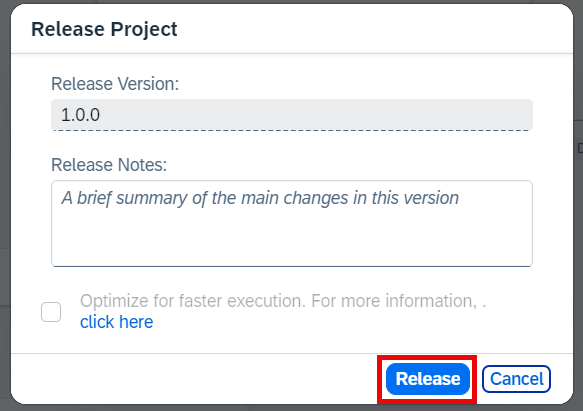 Release Project
Release Version:
1.0.0
Release Notes:
A brief summary of the main changes in this version
Optimize for faster execution. For more information, .
click here
Release
Cancel